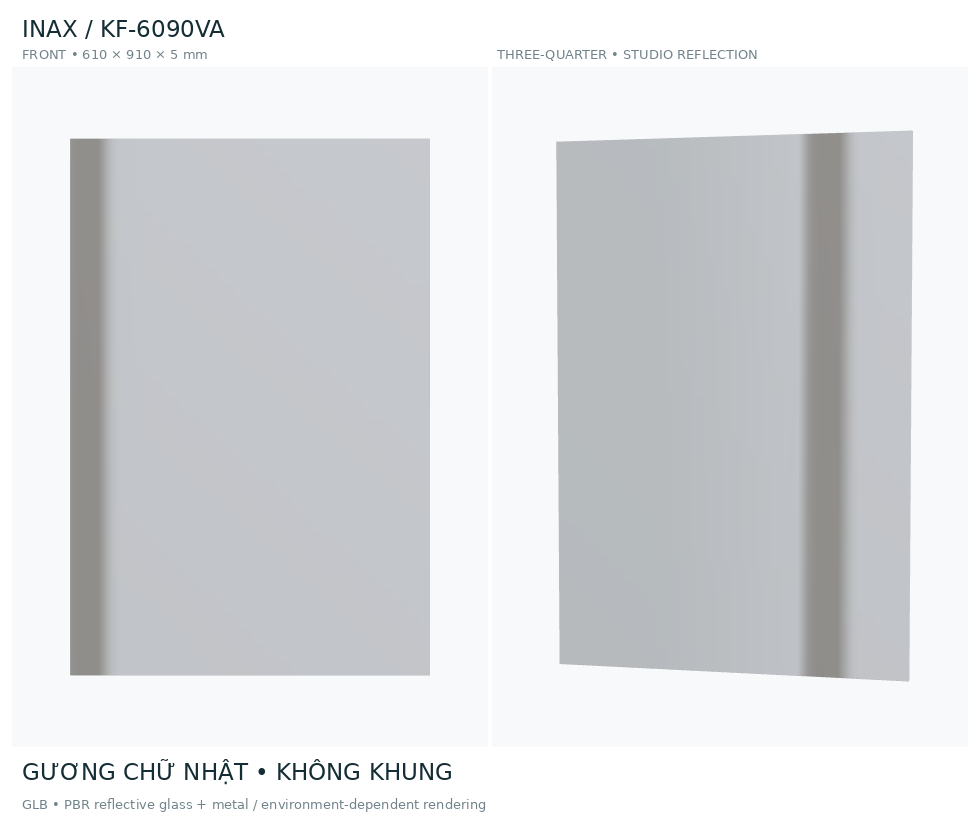 INAX / KF-6090VA
FRONT • 610 × 910 × 5 mm
THREE-QUARTER • STUDIO REFLECTION
GƯƠNG CHỮ NHẬT • KHÔNG KHUNG
GLB • PBR reflective glass + metal / environment-dependent rendering